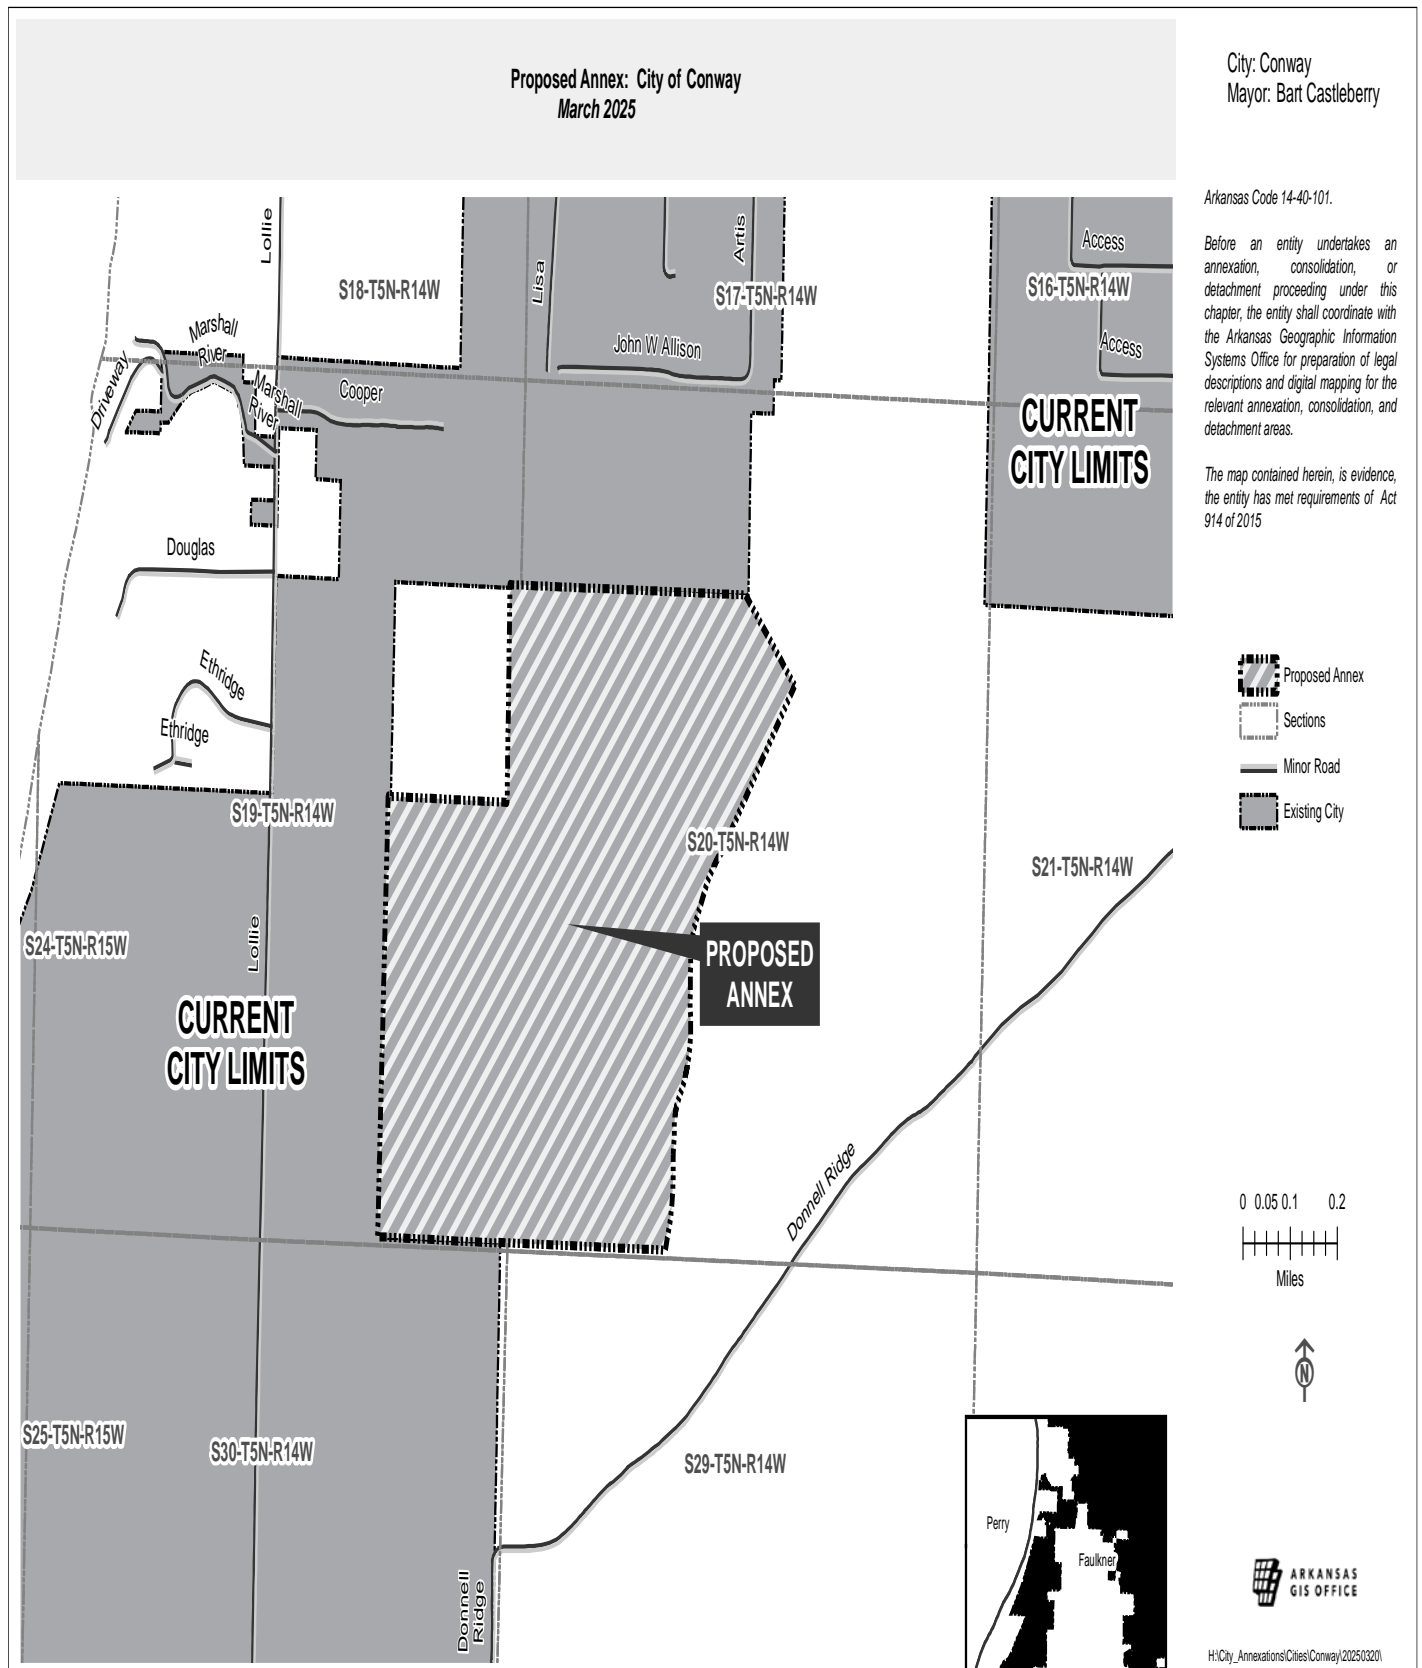 Proposed Annex: City of Conway
March 2025
City: Conway
Mayor: Bart Castleberry
Arkansas Code 14-40-101.
Before an entity undertakes an
annexation, consolidation, or
detachment proceeding under this
chapter, the entity shall coordinate with
the Arkansas Geographic Information
Systems Office for preparation of legal
descriptions and digital mapping for the
relevant annexation, consolidation, and
detachment areas.
The map contained herein, is evidence,
the entity has met requirements of Act
914 of 2015
Lollie
S18-T5N-R14W
Lisa
Artis
S17-T5N-R14W
Access
S16-T5N-R14W
Access
Marshall
River
John W Allison
Driveway
Marshall
River
Cooper
CURRENT
CITY LIMITS
Douglas
Ethridge
Ethridge
S19-T5N-R14W
S20-T5N-R14W
S21-T5N-R14W
Lollie
S24-T5N-R15W
PROPOSED
ANNEX
CURRENT
CITY LIMITS
Donnell Ridge
S25-T5N-R15W
S30-T5N-R14W
S29-T5N-R14W
Donnell
Ridge
Proposed Annex
Sections
Minor Road
Existing City
0 0.05 0.1 0.2
Miles
N
Perry
Faulkner
ARKANSAS
GIS OFFICE
H:\City_Annexations\Cities\Conway\20250320\